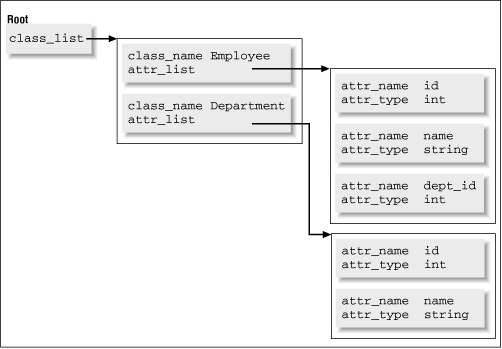 Root
class_list
class_name Employee
attr_list
class_name Department
attr_list
attr_name id
attr_type int
attr_name name
attr_type string
attr_name dept_id
attr_type int
attr_name id
attr_type int
attr_name name
attr_type string